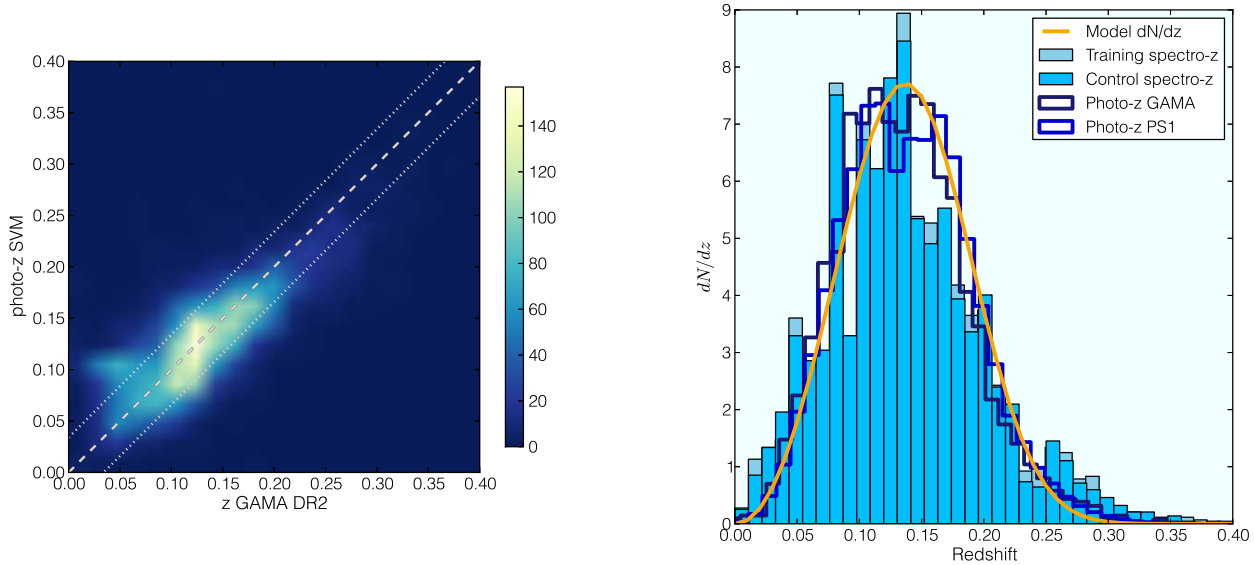 0.40
0.35
0.30
0.25
0.20
0.15
0.10
0.05
0.00
photo-z SVM
0.00 0.05 0.10 0.15 0.20 0.25 0.30 0.35 0.40
z GAMA DR2
140
120
100
80
60
40
20
0
9
8
7
6
5
4
3
2
1
0
dN/dz
Model dN/dz
Training spectro-z
Control spectro-z
Photo-z GAMA
Photo-z PS1
0.00 0.05 0.10 0.15 0.20 0.25 0.30 0.35 0.40
Redshift